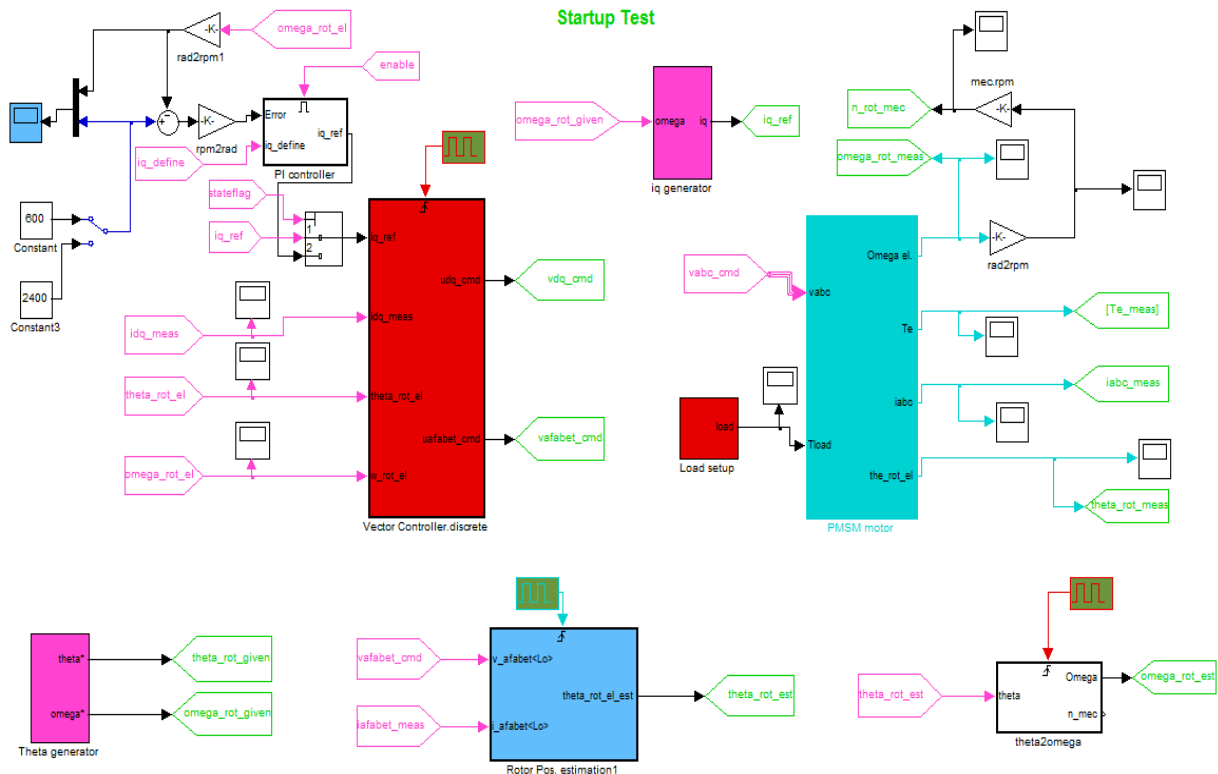 Startup Test
omega_rot_el
-K-
rad2rpm1
enable
Error
iq_ref
iq_define
PI controller
-K-
rpm2rad
iq_define
stateflag
iq_ref
1
2
600
Constant
2400
Constant3
idq_meas
theta_rot_el
omega_rot_el
iq_ref
idq_meas
theta_rot_el
w_rot_el
udq_cmd
uafabet_cmd
Vector Controller.discrete
vdq_cmd
vafabet_cmd
omega_rot_given
omega
iq
iq generator
iq_ref
mec.rpm
-K-
n_rot_mec
omega_rot_meas
-K-
rad2rpm
vabc_cmd
vabc
Tload
Omega el.
Te
iabc
the_rot_el
PMSM motor
load
Load setup
[Te_meas]
iabc_meas
theta_rot_meas
theta*
omega*
Theta generator
theta_rot_given
omega_rot_given
vafabet_cmd
iafabet_meas
v_afabet<Lo>
i_afabet<Lo>
theta_rot_el_est
Rotor Pos. estimation1
theta_rot_est
theta_rot_est
theta
Omega
n_mec
theta2omega
omega_rot_est